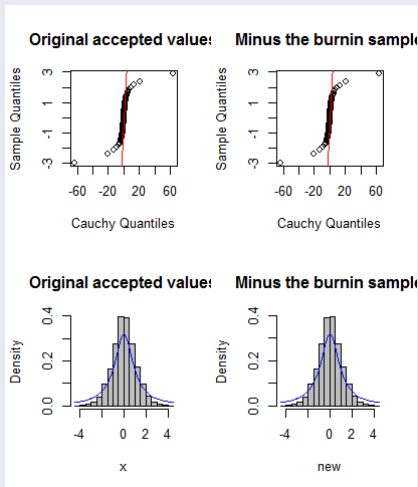 Original accepted values
Minus the burnin sample
Sample Quantiles
-3
-1
1
3
-60
-20
20
60
Cauchy Quantiles
Sample Quantiles
-3
-1
1
3
-60
-20
20
60
Cauchy Quantiles
Original accepted values
Minus the burnin sample
Density
0.0
0.2
0.4
-4
0
2
4
x
Density
0.0
0.2
0.4
-4
0
2
4
new